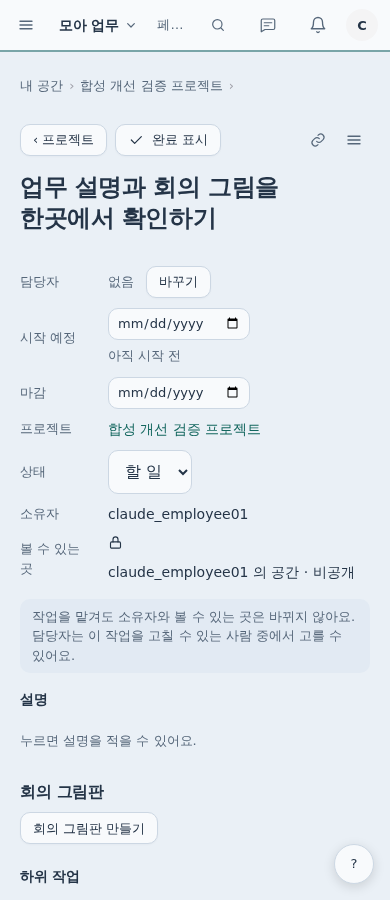 모아 업무 페… C
내 공간 › 합성 개선 검증 프로젝트 ›
‹ 프로젝트 완료 표시
업무 설명과 회의 그림을
한곳에서 확인하기
담당자 없음 바꾸기
시작 예정 mm/dd/yyyy
아직 시작 전
마감 mm/dd/yyyy
프로젝트 합성 개선 검증 프로젝트
상태 할 일
소유자 claude_employee01
볼 수 있는
곳
claude_employee01 의 공간 · 비공개
작업을 맡겨도 소유자와 볼 수 있는 곳은 바뀌지 않아요.
담당자는 이 작업을 고칠 수 있는 사람 중에서 고를 수
있어요.
설명
누르면 설명을 적을 수 있어요.
회의 그림판
회의 그림판 만들기
?
하위 작업